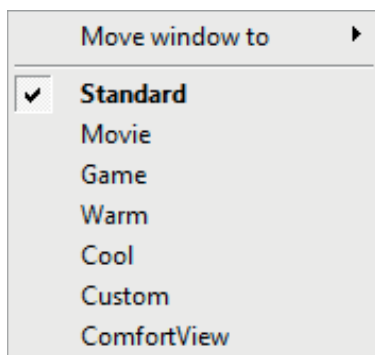 Move window to
Standard
Movie
Game
Warm
Cool
Custom
ComfortView